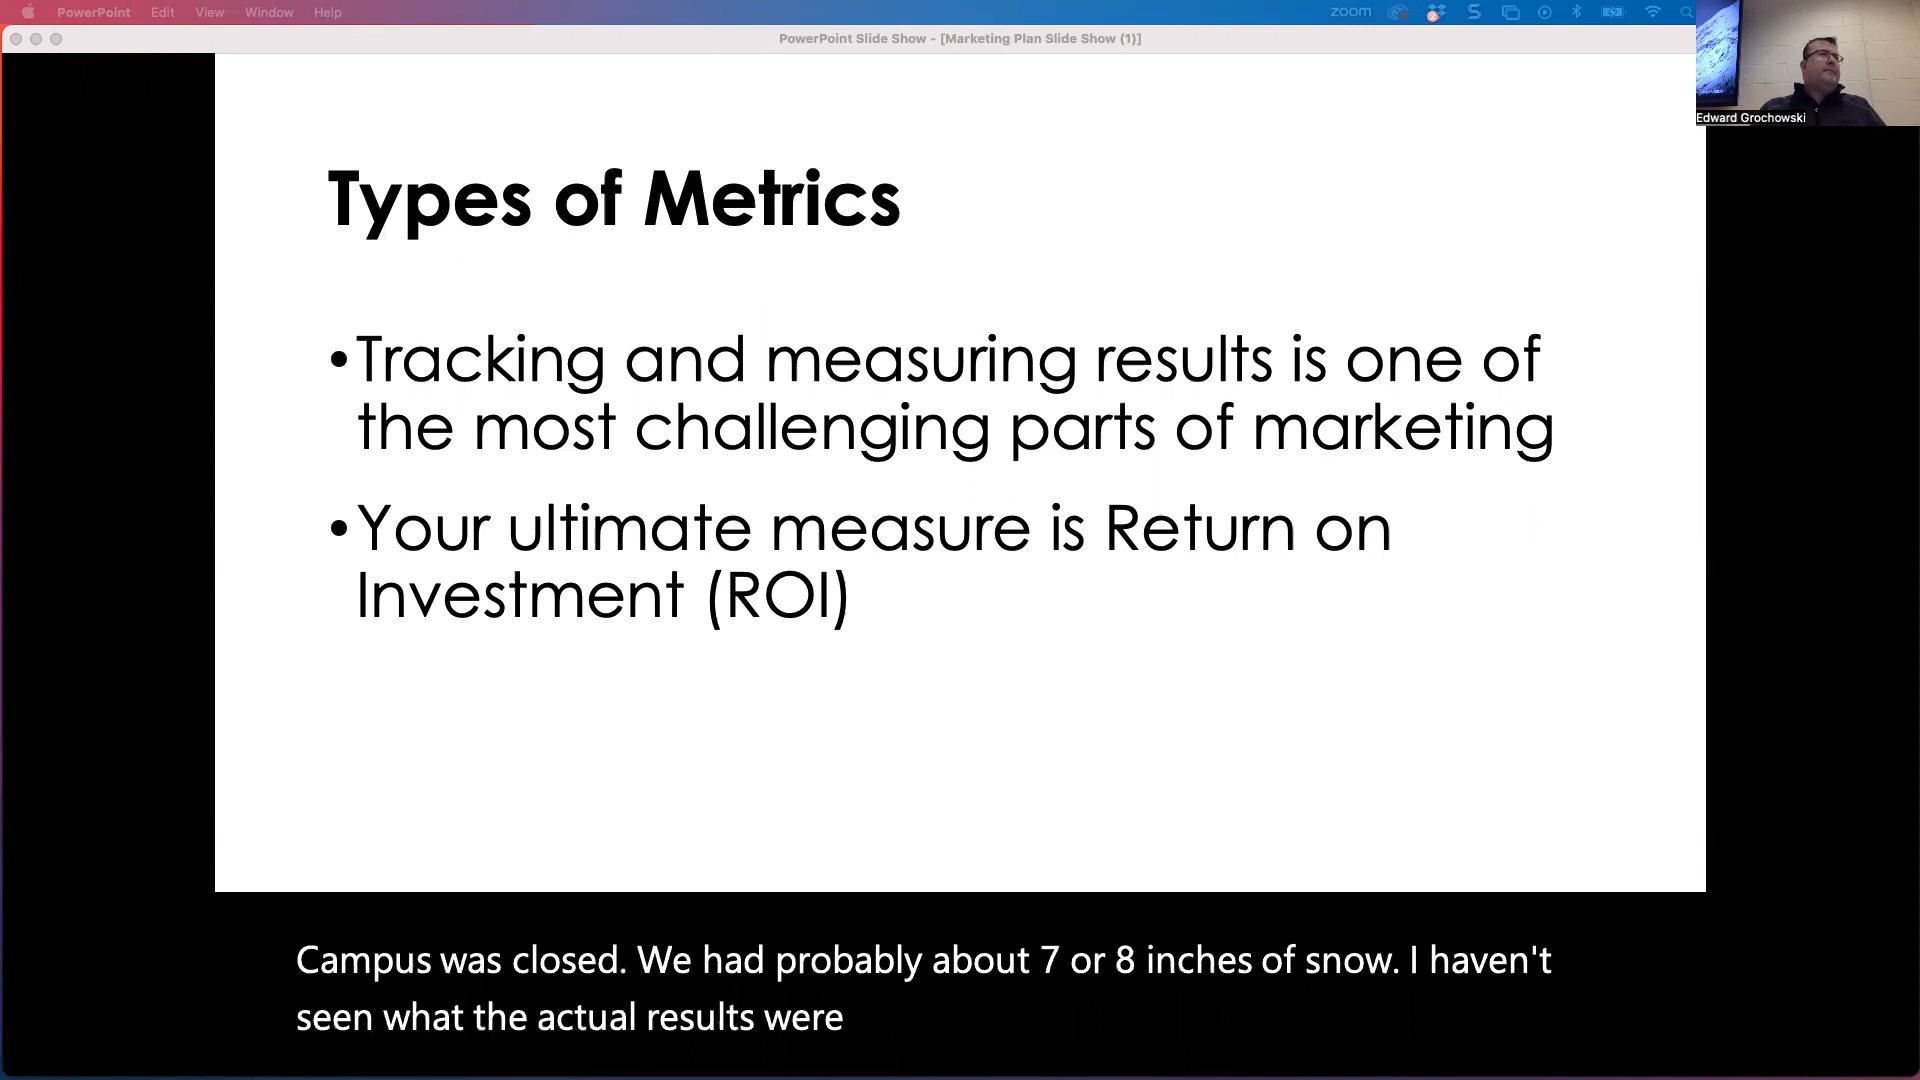 PowerPoint Edit View Window Help
zoom
2
PowerPoint Slide Show - [Marketing Plan Slide Show (1)]
Edward Grochowski
Types of Metrics
•Tracking and measuring results is one of
the most challenging parts of marketing
•Your ultimate measure is Return on
Investment (ROI)
Campus was closed. We had probably about 7 or 8 inches of snow. I haven't
seen what the actual results were